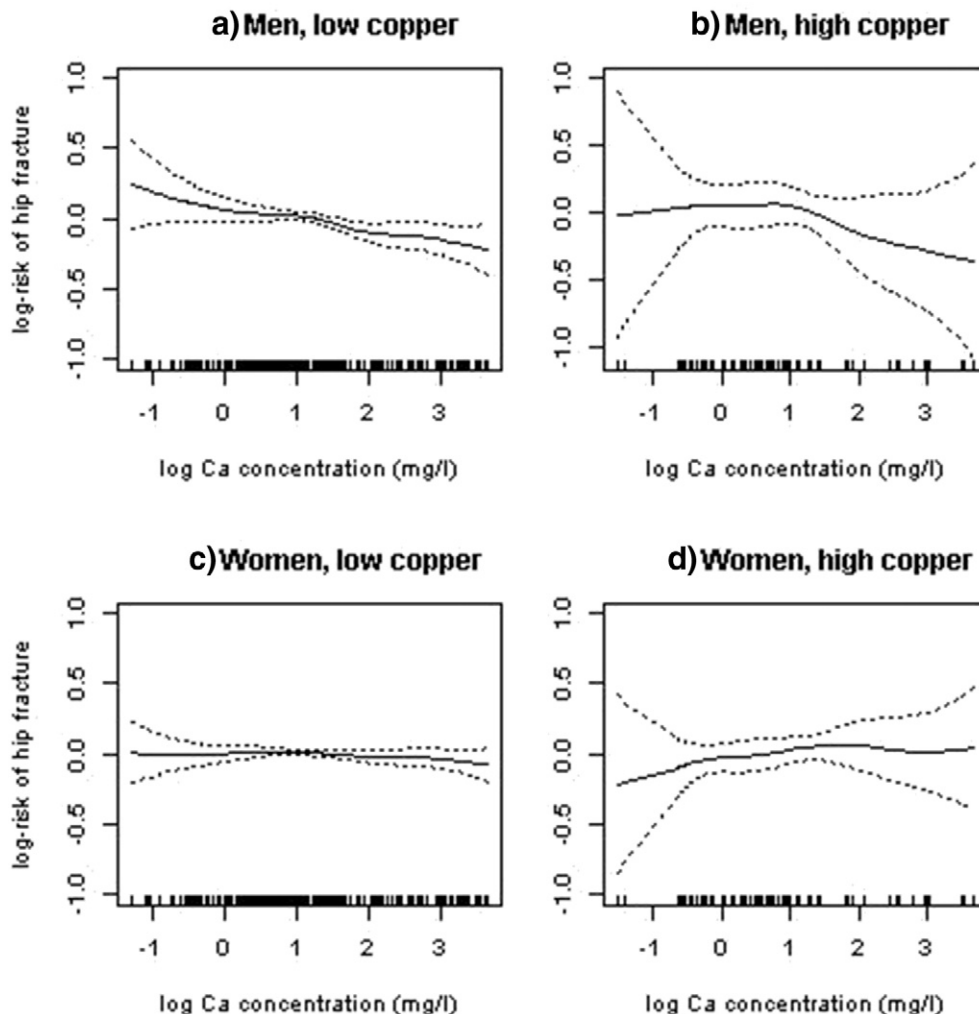 a) Men, low copper
b) Men, high copper
log-risk of hip fracture
1.0
0.5
0.0
-0.5
-1.0
-1 0 1 2 3
log Ca concentration (mg/l)
1.0
0.5
0.0
-0.5
-1.0
-1 0 1 2 3
log Ca concentration (mg/l)
c) Women, low copper
d) Women, high copper
log-risk of hip fracture
1.0
0.5
0.0
-0.5
-1.0
-1 0 1 2 3
log Ca concentration (mg/l)
1.0
0.5
0.0
-0.5
-1.0
-1 0 1 2 3
log Ca concentration (mg/l)